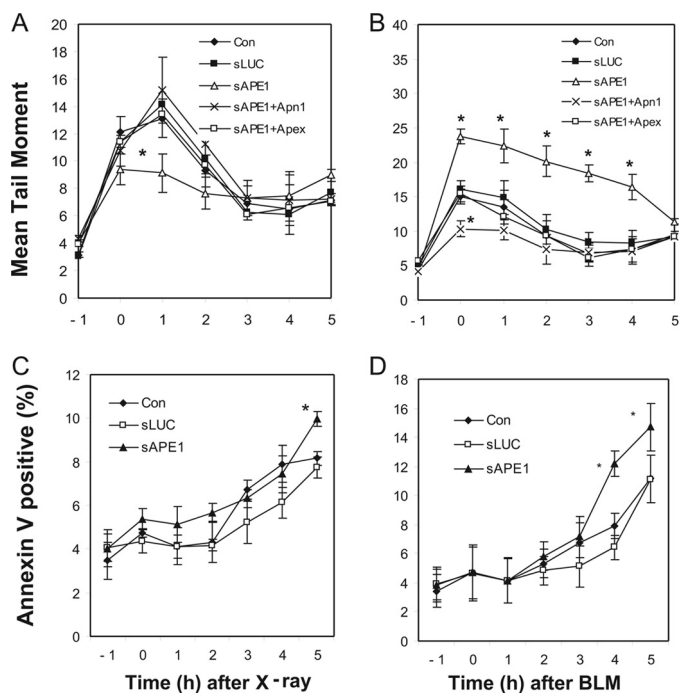 A
20
18
16
14
12
10
8
6
4
2
0
Con
sLUC
sAPE1
sAPE1+Apn1
sAPE1+Apex
*
- 1 0 1 2 3 4 5
Mean Tail Moment
B
40
35
30
25
20
15
10
5
0
Con
sLUC
sAPE1
sAPE1+Apn1
sAPE1+Apex
* * * * *
*
- 1 0 1 2 3 4 5
C
12
10
8
6
4
2
0
Con
sLUC
sAPE1
*
- 1 0 1 2 3 4 5
Annexin V positive (%)
Time (h) after X-ray
D
18
16
14
12
10
8
6
4
2
0
Con
sLUC
sAPE1
*
*
- 1 0 1 2 3 4 5
Time (h) after BLM